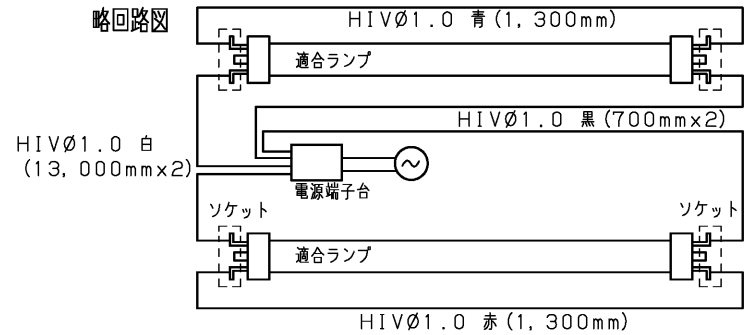 略回路図
HIVØ1.0 青(1,300mm)
適合ランプ
HIVØ1.0 黒(700mmx2)
HIVØ1.0 白
(13,000mmx2)
電源端子台
ソケット
ソケット
適合ランプ
HIVØ1.0 赤(1,300mm)